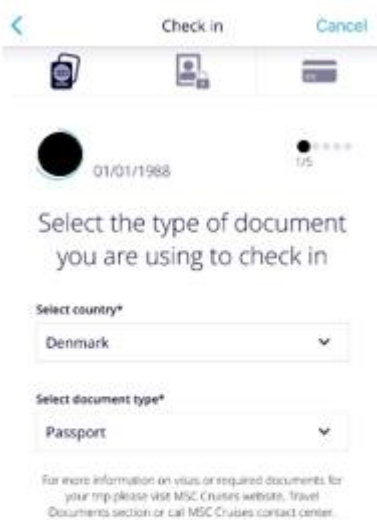 Check in
Cancel
01/01/1988
1/5
Select the type of document
you are using to check in
Select country*
Denmark
Select document type*
Passport
For more information on visas or required documents for
your trip please visit MSC Cruises website, Travel
Documents section or call MSC Cruises contact center.